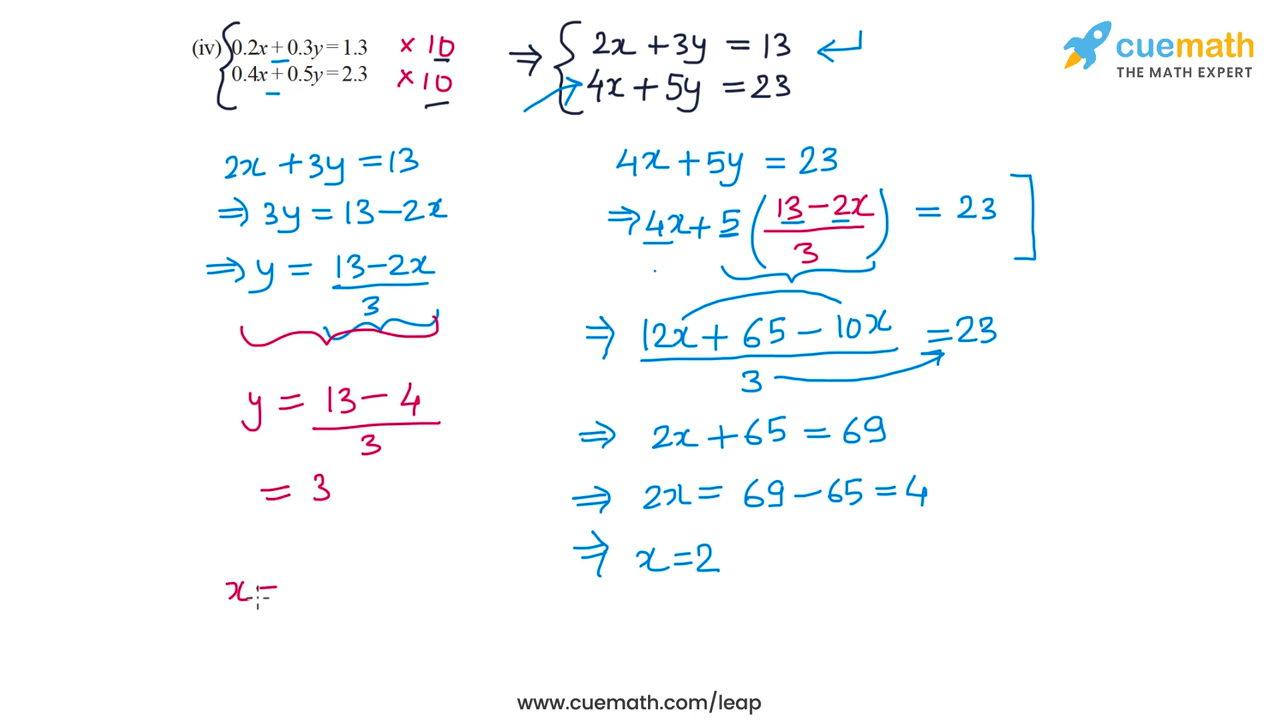 (iv) 0.2x + 0.3y = 1.3 × 10
0.4x + 0.5y = 2.3 × 10
⇒ { 2x + 3y = 13
4x + 5y = 23
cuemath
THE MATH EXPERT
2x + 3y = 13
⇒ 3y = 13 − 2x
⇒ y = (13 − 2x)/3
y = (13 − 4)/3
= 3
x =
4x + 5y = 23
⇒ 4x + 5 ((13 − 2x)/3) = 23
⇒ (12x + 65 − 10x)/3 = 23
⇒ 2x + 65 = 69
⇒ 2x = 69 − 65 = 4
⇒ x = 2
www.cuemath.com/leap